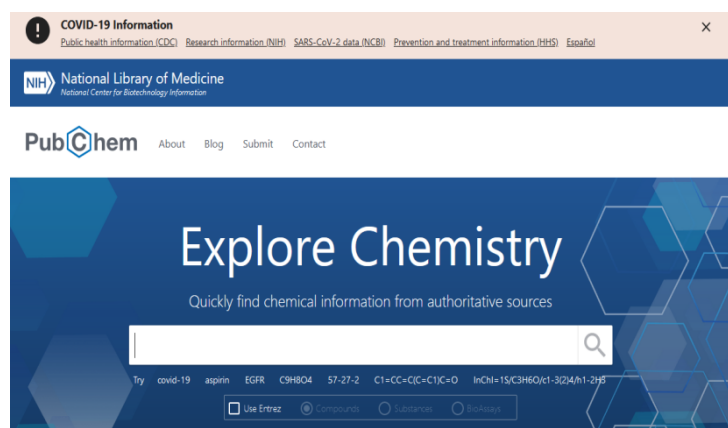 COVID-19 Information
Public health information (CDC) Research information (NIH) SARS-CoV-2 data (NCBI) Prevention and treatment information (HHS) Español
NIH National Library of Medicine
National Center for Biotechnology Information
PubChem About Blog Submit Contact
Explore Chemistry
Quickly find chemical information from authoritative sources
Try covid-19 aspirin EGFR C9H8O4 57-27-2 C1=CC=C(C=C1)C=O InChI=1S/C3H6O/c1-3(2)4/h1-2H3
Use Entrez Compounds Substances BioAssays